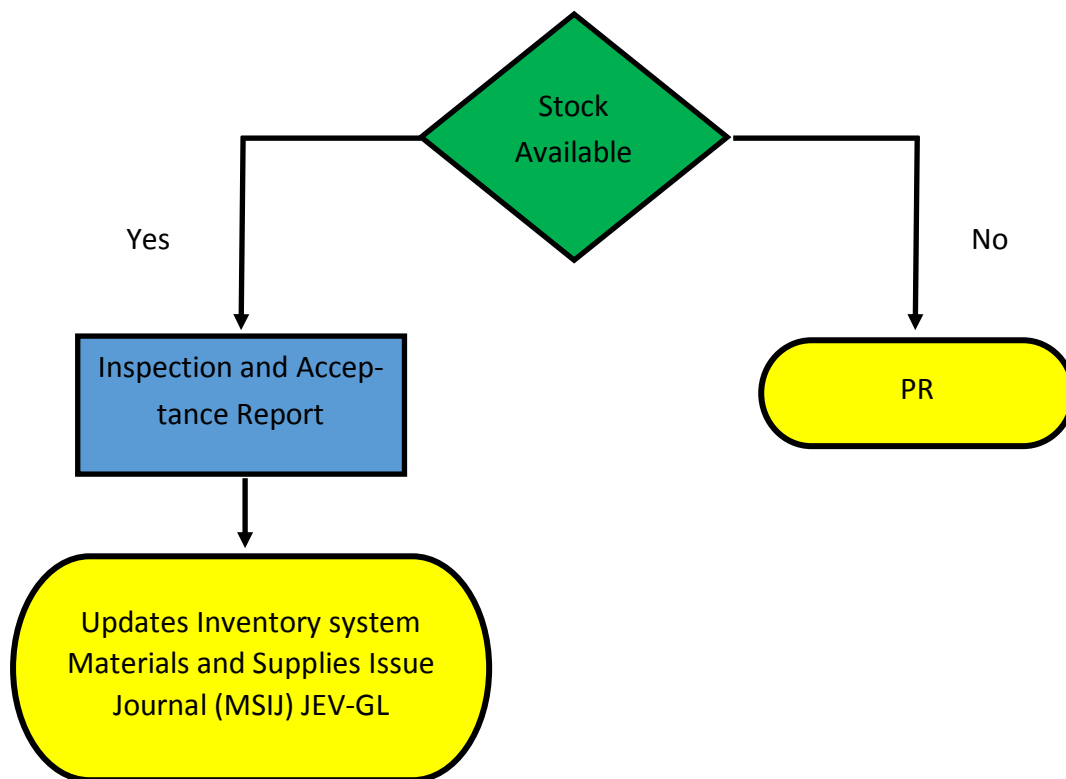 Stock
Available
Yes
No
Inspection and Accep-
tance Report
PR
Updates Inventory system
Materials and Supplies Issue
Journal (MSIJ) JEV-GL